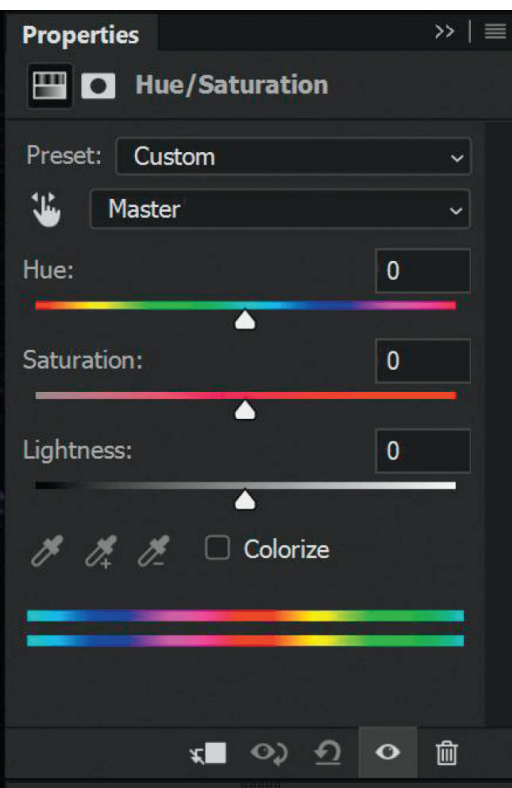 Properties
Hue/Saturation
Preset: Custom
Master
Hue: 0
Saturation: 0
Lightness: 0
Colorize